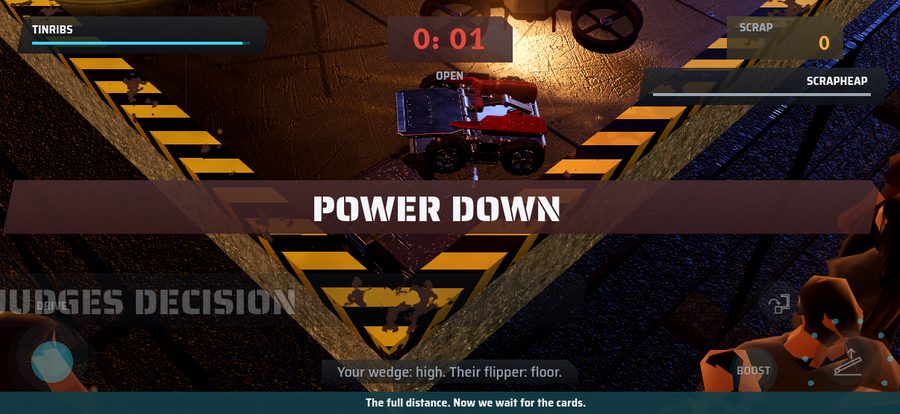 TINRIBS
0: 01
SCRAP
0
OPEN
SCRAPHEAP
POWER DOWN
JUDGES DECISION
DRIVE
Your wedge: high. Their flipper: floor.
BOOST
The full distance. Now we wait for the cards.